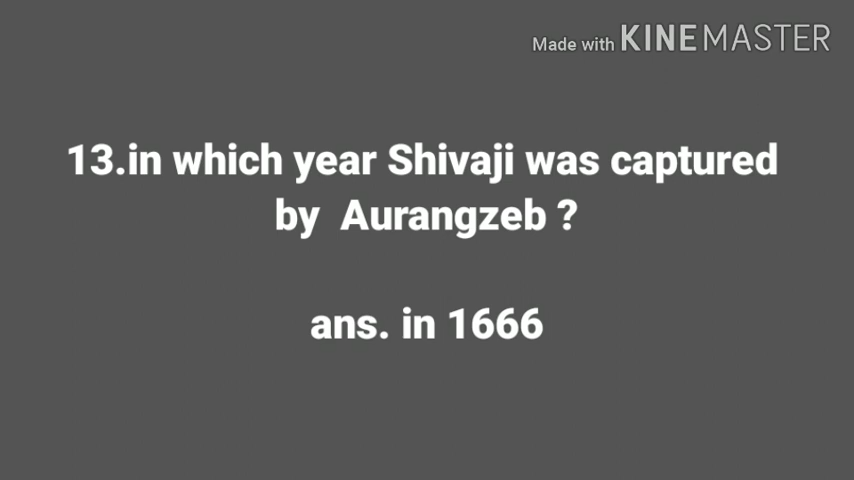 Made with KINEMASTER
13.in which year Shivaji was captured
by  Aurangzeb ?
ans. in 1666